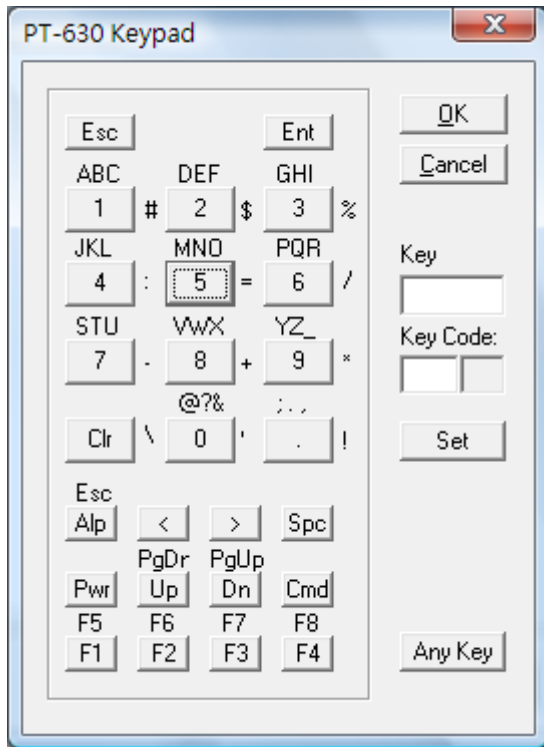 PT-630 Keypad
X
Esc Ent OK
ABC DEF GHI Cancel
1 # 2 $ 3 %
JKL MNO PQR Key
4 : 5 = 6 /
STU VWX YZ_ Key Code:
7 - 8 + 9 *
@?& ; . ,
Clr \ 0 ' . ! Set
Esc
Alp < > Spc
PgDr PgUp
Pwr Up Dn Cmd
F5 F6 F7 F8
F1 F2 F3 F4 Any Key